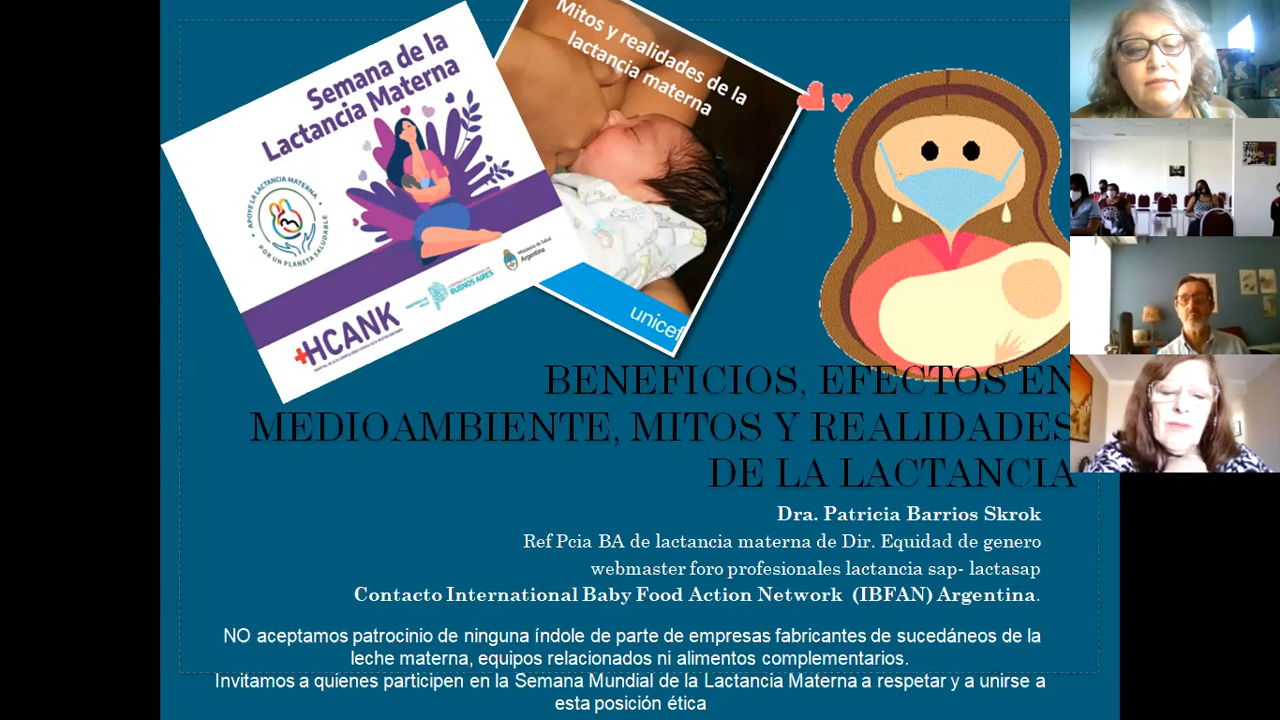 Semana de la
Lactancia Materna
APOYE LA LACTANCIA MATERNA
POR UN PLANETA SALUDABLE
HCANK
BUENOS AIRES
Ministerio de Salud
Argentina
Mitos y realidades de la
lactancia materna
unicef
BENEFICIOS, EFECTOS EN
MEDIOAMBIENTE, MITOS Y REALIDADES
DE LA LACTANCIA
Dra. Patricia Barrios Skrok
Ref Pcia BA de lactancia materna de Dir. Equidad de genero
webmaster foro profesionales lactancia sap- lactasap
Contacto International Baby Food Action Network (IBFAN) Argentina.
NO aceptamos patrocinio de ninguna índole de parte de empresas fabricantes de sucedáneos de la
leche materna, equipos relacionados ni alimentos complementarios.
Invitamos a quienes participen en la Semana Mundial de la Lactancia Materna a respetar y a unirse a
esta posición ética